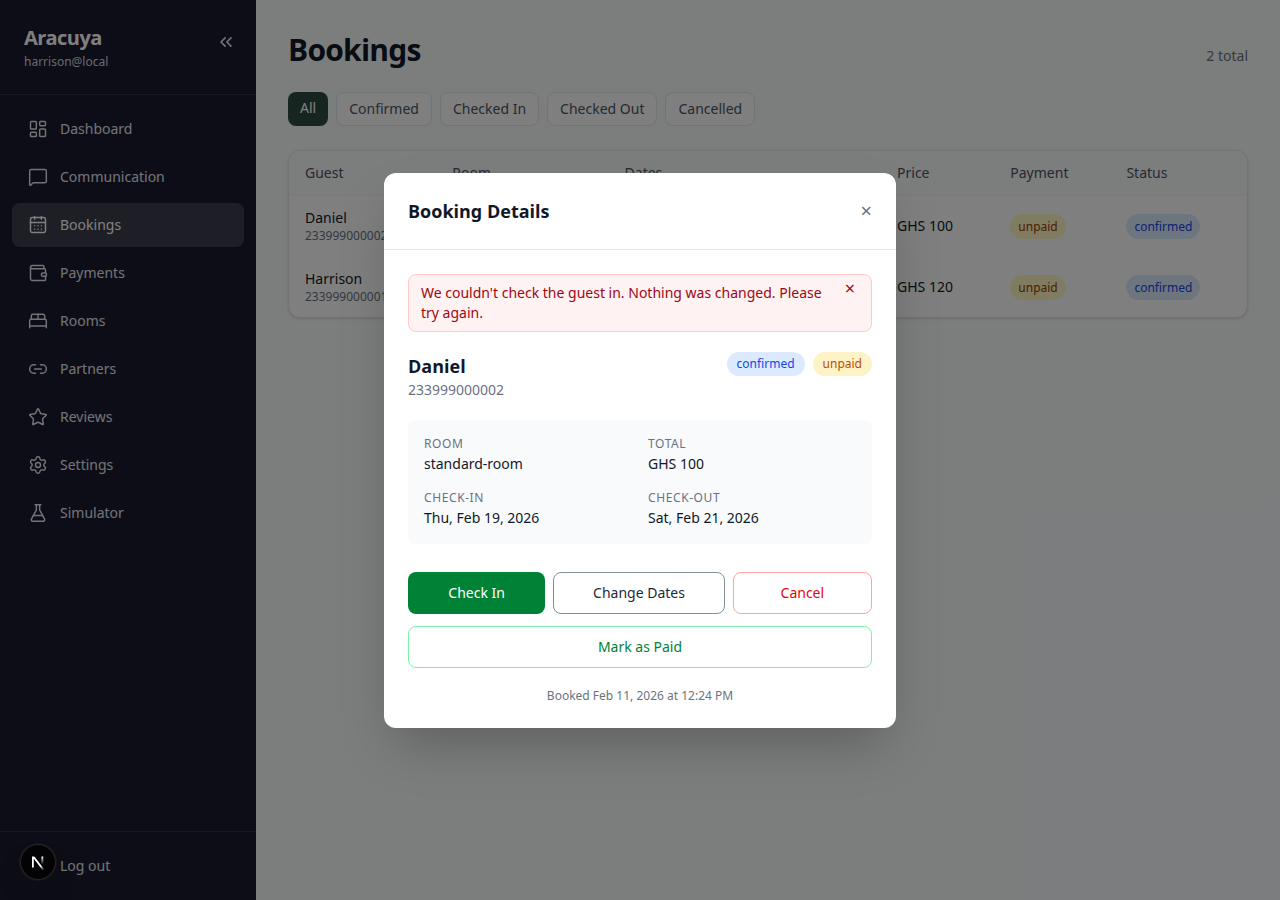 Aracuya
harrison@local
Dashboard
Communication
Bookings
Payments
Rooms
Partners
Reviews
Settings
Simulator
N
Log out
Bookings
2 total
All
Confirmed
Checked In
Checked Out
Cancelled
Guest Room Dates Price Payment Status
Daniel
233999000002
GHS 100 unpaid confirmed
Harrison
233999000001
GHS 120 unpaid confirmed
Booking Details
×
We couldn't check the guest in. Nothing was changed. Please
try again.
×
Daniel
confirmed
unpaid
233999000002
ROOM
standard-room
TOTAL
GHS 100
CHECK-IN
Thu, Feb 19, 2026
CHECK-OUT
Sat, Feb 21, 2026
Check In
Change Dates
Cancel
Mark as Paid
Booked Feb 11, 2026 at 12:24 PM